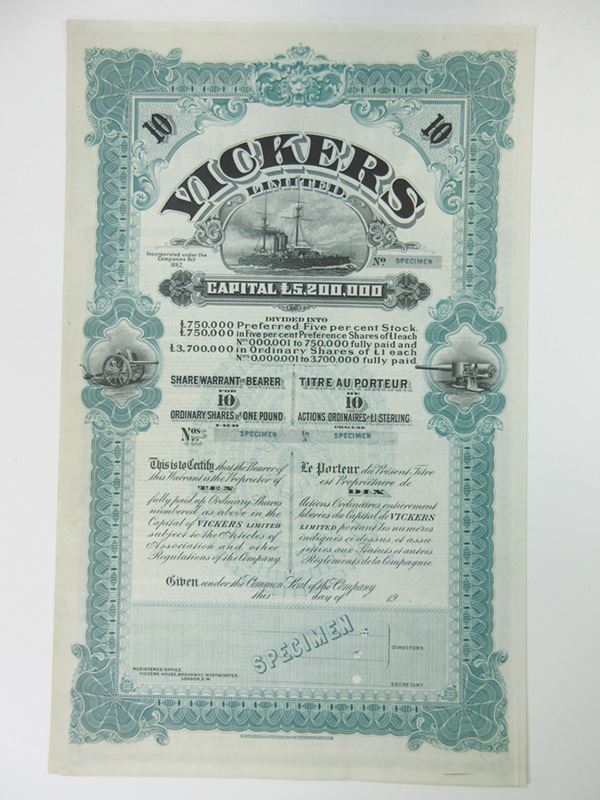 10
10
VICKERS
LIMITED.
Incorporated under the
Companies Act
1862
No SPECIMEN
CAPITAL £5,200,000
DIVIDED INTO
£750,000 Preferred Five per cent Stock.
£750,000 in Five per cent Preference Shares of £1 each
Nos 000,001 to 750,000 fully paid and
£3,700,000 in Ordinary Shares of £1 each
Nos 0,000,001 to 3,700,000 fully paid
SHARE WARRANT TO BEARER
FOR
10
ORDINARY SHARES OF ONE POUND
EACH
TITRE AU PORTEUR
DE
10
ACTIONS ORDINAIRES DE £1 STERLING
CHACUNE
Nos SPECIMEN to
à SPECIMEN
This is to Certify that the Bearer of
this Warrant is the Proprietor of
TEN
fully paid up Ordinary Shares
numbered as above in the
Capital of VICKERS LIMITED
subject to the Articles of
Association and other
Regulations of the Company.
Le Porteur du Présent Titre
est Propriétaire de
DIX
Actions Ordinaires entièrement
libérées du Capital de VICKERS
LIMITED portant les numéros
indiqués ci-dessus et assu-
jetties aux Statuts et autres
Règlements de la Compagnie.
Given under the Common Seal of the Company
this day of 19
SPECIMEN
DIRECTORS.
SECRETARY.
REGISTERED OFFICE,
VICKERS HOUSE, BROADWAY, WESTMINSTER,
LONDON, S.W.